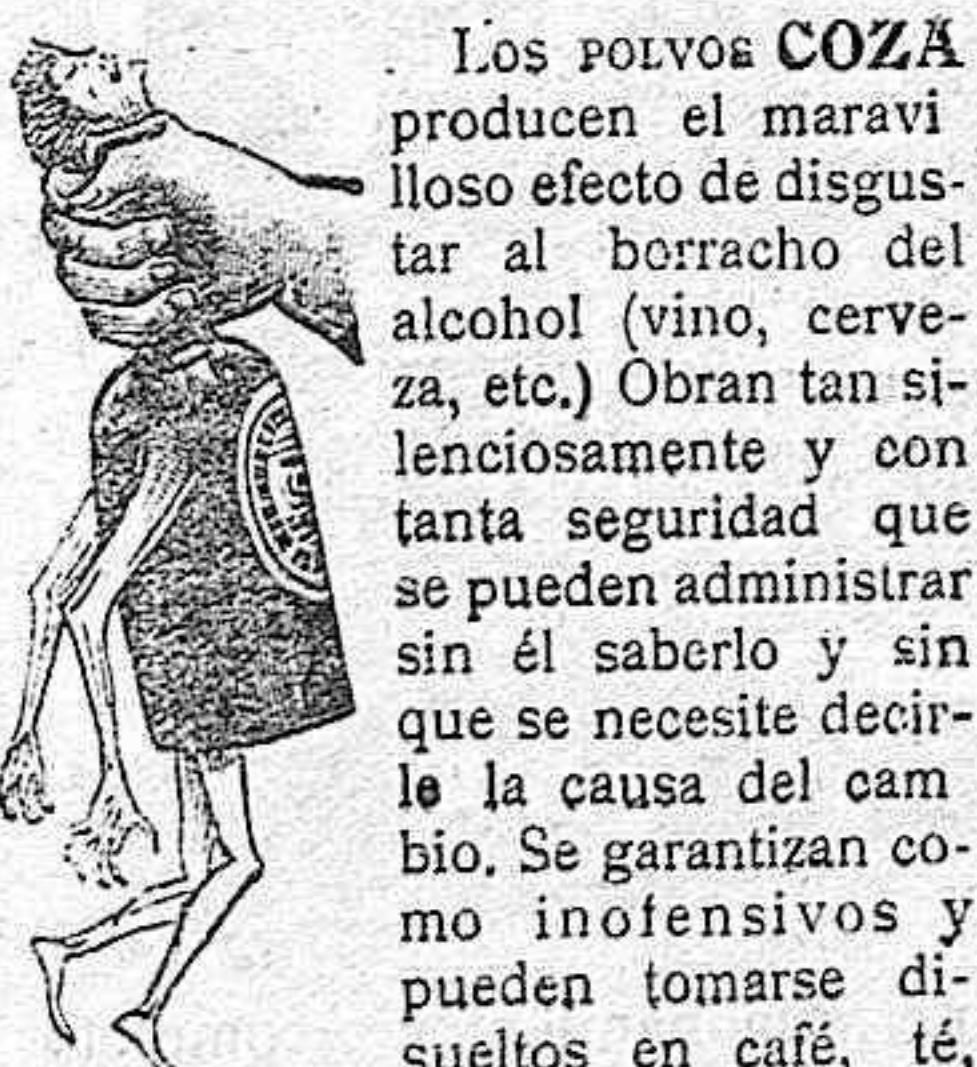 Los POLVOS COZA
producen el maravi
lloso efecto de disgus-
tar al borracho del
alcohol (vino, cerve-
za, etc.) Obran tan si-
lenciosamente y con
tanta seguridad que
se pueden administrar
sin él saberlo y sin
que se necesite decir-
le la causa del cam
bio. Se garantizan co-
mo inofensivos y
pueden tomarse di-
sueltos en café, té,